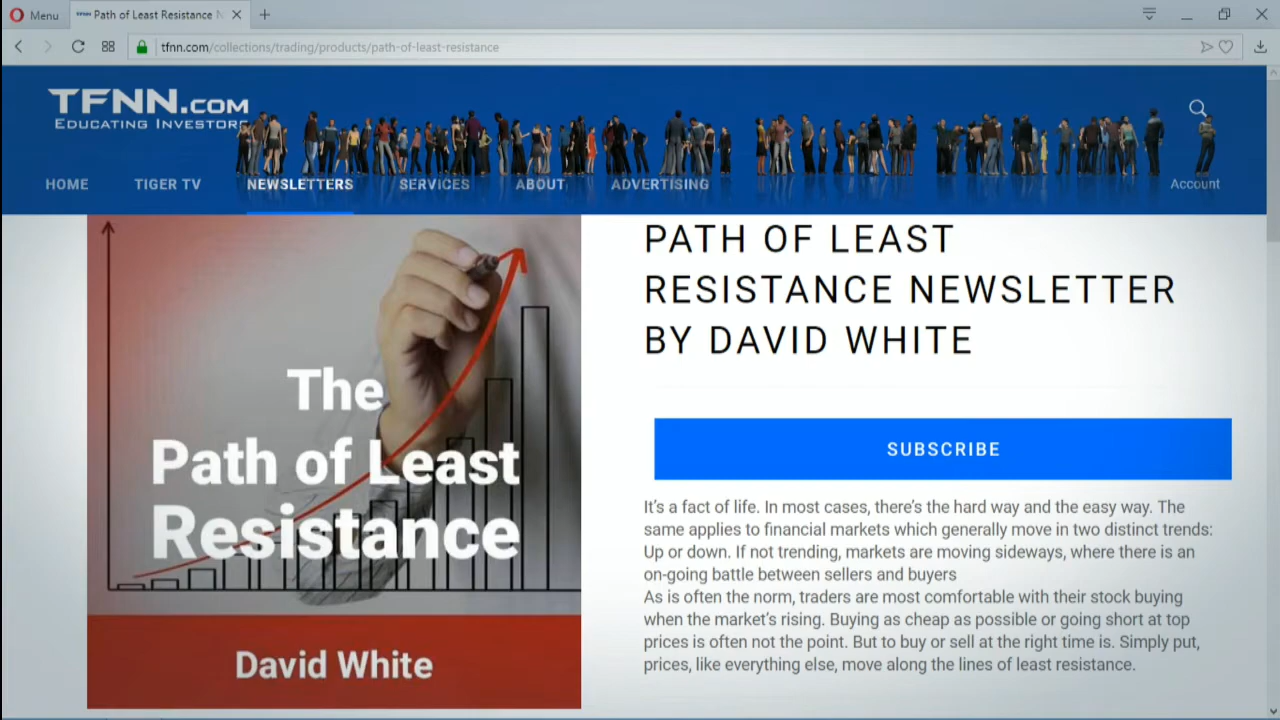 Menu
Path of Least Resistance N
tfnn.com/collections/trading/products/path-of-least-resistance
TFNN.COM
EDUCATING INVESTORS
HOME
TIGER TV
NEWSLETTERS
SERVICES
ABOUT
ADVERTISING
Account
The
Path of Least
Resistance
David White
PATH OF LEAST
RESISTANCE NEWSLETTER
BY DAVID WHITE
SUBSCRIBE
It's a fact of life. In most cases, there's the hard way and the easy way. The
same applies to financial markets which generally move in two distinct trends:
Up or down. If not trending, markets are moving sideways, where there is an
on-going battle between sellers and buyers
As is often the norm, traders are most comfortable with their stock buying
when the market's rising. Buying as cheap as possible or going short at top
prices is often not the point. But to buy or sell at the right time is. Simply put,
prices, like everything else, move along the lines of least resistance.